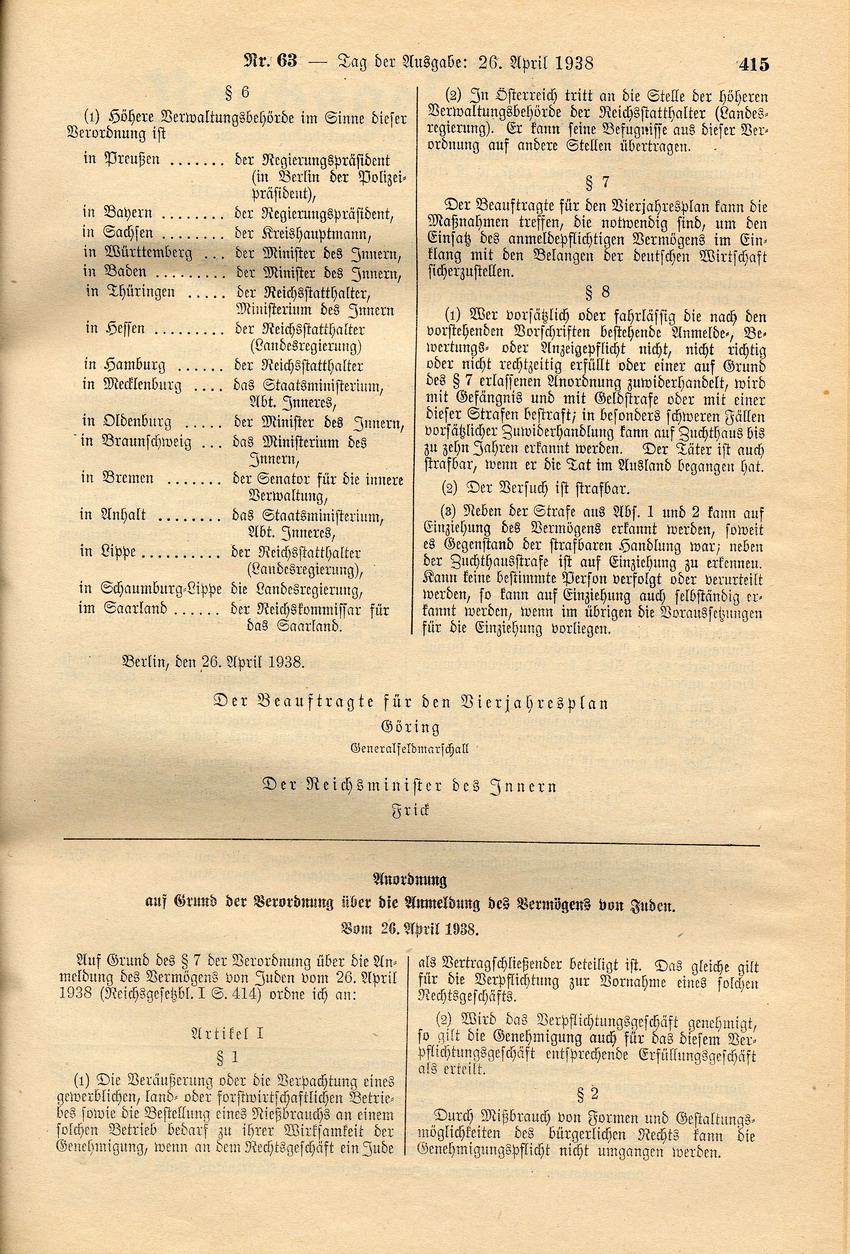 Nr. 63 — Tag der Ausgabe: 26. April 1938 415
§ 6
(1) Höhere Verwaltungsbehörde im Sinne dieser
Verordnung ist
in Preußen ....... der Regierungspräsident
(in Berlin der Polizei-
präsident),
in Bayern ........ der Regierungspräsident,
in Sachsen ........ der Kreishauptmann,
in Württemberg ... der Minister des Innern,
in Baden ......... der Minister des Innern,
in Thüringen ..... der Reichsstatthalter,
Ministerium des Innern
in Hessen ......... der Reichsstatthalter
(Landesregierung)
in Hamburg ...... der Reichsstatthalter
in Mecklenburg .... das Staatsministerium,
Abt. Inneres,
in Oldenburg ..... der Minister des Innern,
in Braunschweig ... das Ministerium des
Innern,
in Bremen ....... der Senator für die innere
Verwaltung,
in Anhalt ........ das Staatsministerium,
Abt. Inneres,
in Lippe.......... der Reichsstatthalter
(Landesregierung),
in Schaumburg-Lippe die Landesregierung,
im Saarland ...... der Reichskommissar für
das Saarland.
(2) In Österreich tritt an die Stelle der höheren
Verwaltungsbehörde der Reichsstatthalter (Landes-
regierung). Er kann seine Befugnisse aus dieser Ver-
ordnung auf andere Stellen übertragen.
§ 7
Der Beauftragte für den Vierjahresplan kann die
Maßnahmen treffen, die notwendig sind, um den
Einsatz des anmeldepflichtigen Vermögens im Ein-
klang mit den Belangen der deutschen Wirtschaft
sicherzustellen.
§ 8
(1) Wer vorsätzlich oder fahrlässig die nach den
vorstehenden Vorschriften bestehende Anmelde-, Be-
wertungs- oder Anzeigepflicht nicht, nicht richtig
oder nicht rechtzeitig erfüllt oder einer auf Grund
des § 7 erlassenen Anordnung zuwiderhandelt, wird
mit Gefängnis und mit Geldstrafe oder mit einer
dieser Strafen bestraft; in besonders schweren Fällen
vorsätzlicher Zuwiderhandlung kann auf Zuchthaus bis
zu zehn Jahren erkannt werden. Der Täter ist auch
strafbar, wenn er die Tat im Ausland begangen hat.
(2) Der Versuch ist strafbar.
(3) Neben der Strafe aus Abs. 1 und 2 kann auf
Einziehung des Vermögens erkannt werden, soweit
es Gegenstand der strafbaren Handlung war; neben
der Zuchthausstrafe ist auf Einziehung zu erkennen.
Kann keine bestimmte Person verfolgt oder verurteilt
werden, so kann auf Einziehung auch selbständig er-
kannt werden, wenn im übrigen die Voraussetzungen
für die Einziehung vorliegen.
Berlin, den 26. April 1938.
Der Beauftragte für den Vierjahresplan
Göring
Generalfeldmarschall
Der Reichsminister des Innern
Frick
Anordnung
auf Grund der Verordnung über die Anmeldung des Vermögens von Juden.
Vom 26. April 1938.
Auf Grund des § 7 der Verordnung über die An-
meldung des Vermögens von Juden vom 26. April
1938 (Reichsgesetzbl. I S. 414) ordne ich an:
Artikel I
§ 1
(1) Die Veräußerung oder die Verpachtung eines
gewerblichen, land- oder forstwirtschaftlichen Betrie-
bes sowie die Bestellung eines Nießbrauchs an einem
solchen Betrieb bedarf zu ihrer Wirksamkeit der
Genehmigung, wenn an dem Rechtsgeschäft ein Jude
als Vertragschließender beteiligt ist. Das gleiche gilt
für die Verpflichtung zur Vornahme eines solchen
Rechtsgeschäfts.
(2) Wird das Verpflichtungsgeschäft genehmigt,
so gilt die Genehmigung auch für das diesem Ver-
pflichtungsgeschäft entsprechende Erfüllungsgeschäft
als erteilt.
§ 2
Durch Mißbrauch von Formen und Gestaltungs-
möglichkeiten des bürgerlichen Rechts kann die
Genehmigungspflicht nicht umgangen werden.